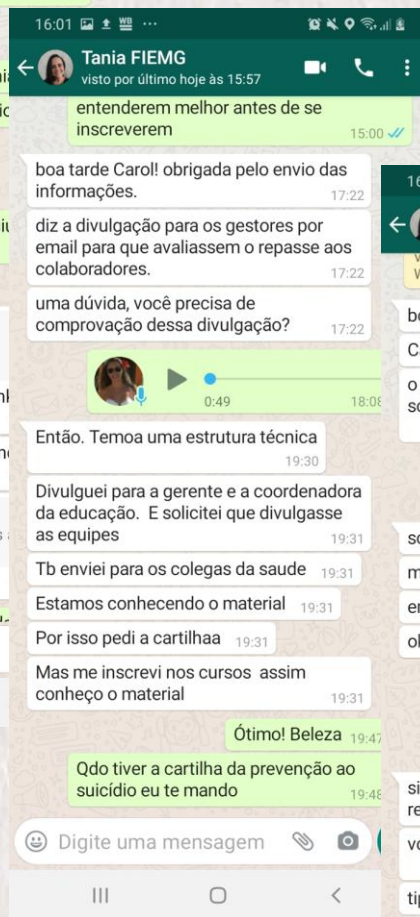 16:01
Tania FIEMG
visto por último hoje às 15:57
entenderem melhor antes de se
inscreverem
15:00
boa tarde Carol! obrigada pelo envio das
informações.
17:22
diz a divulgação para os gestores por
email para que avaliassem o repasse aos
colaboradores.
17:22
uma dúvida, você precisa de
comprovação dessa divulgação?
17:22
0:49
18:08
Então. Temoa uma estrutura técnica
19:30
Divulguei para a gerente e a coordenadora
da educação. E solicitei que divulgasse
as equipes
19:31
Tb enviei para os colegas da saude
19:31
Estamos conhecendo o material
19:31
Por isso pedi a cartilhaa
19:31
Mas me inscrevi nos cursos assim
conheço o material
19:31
Ótimo! Beleza
19:47
Qdo tiver a cartilha da prevenção ao
suicídio eu te mando
19:48
Digite uma mensagem